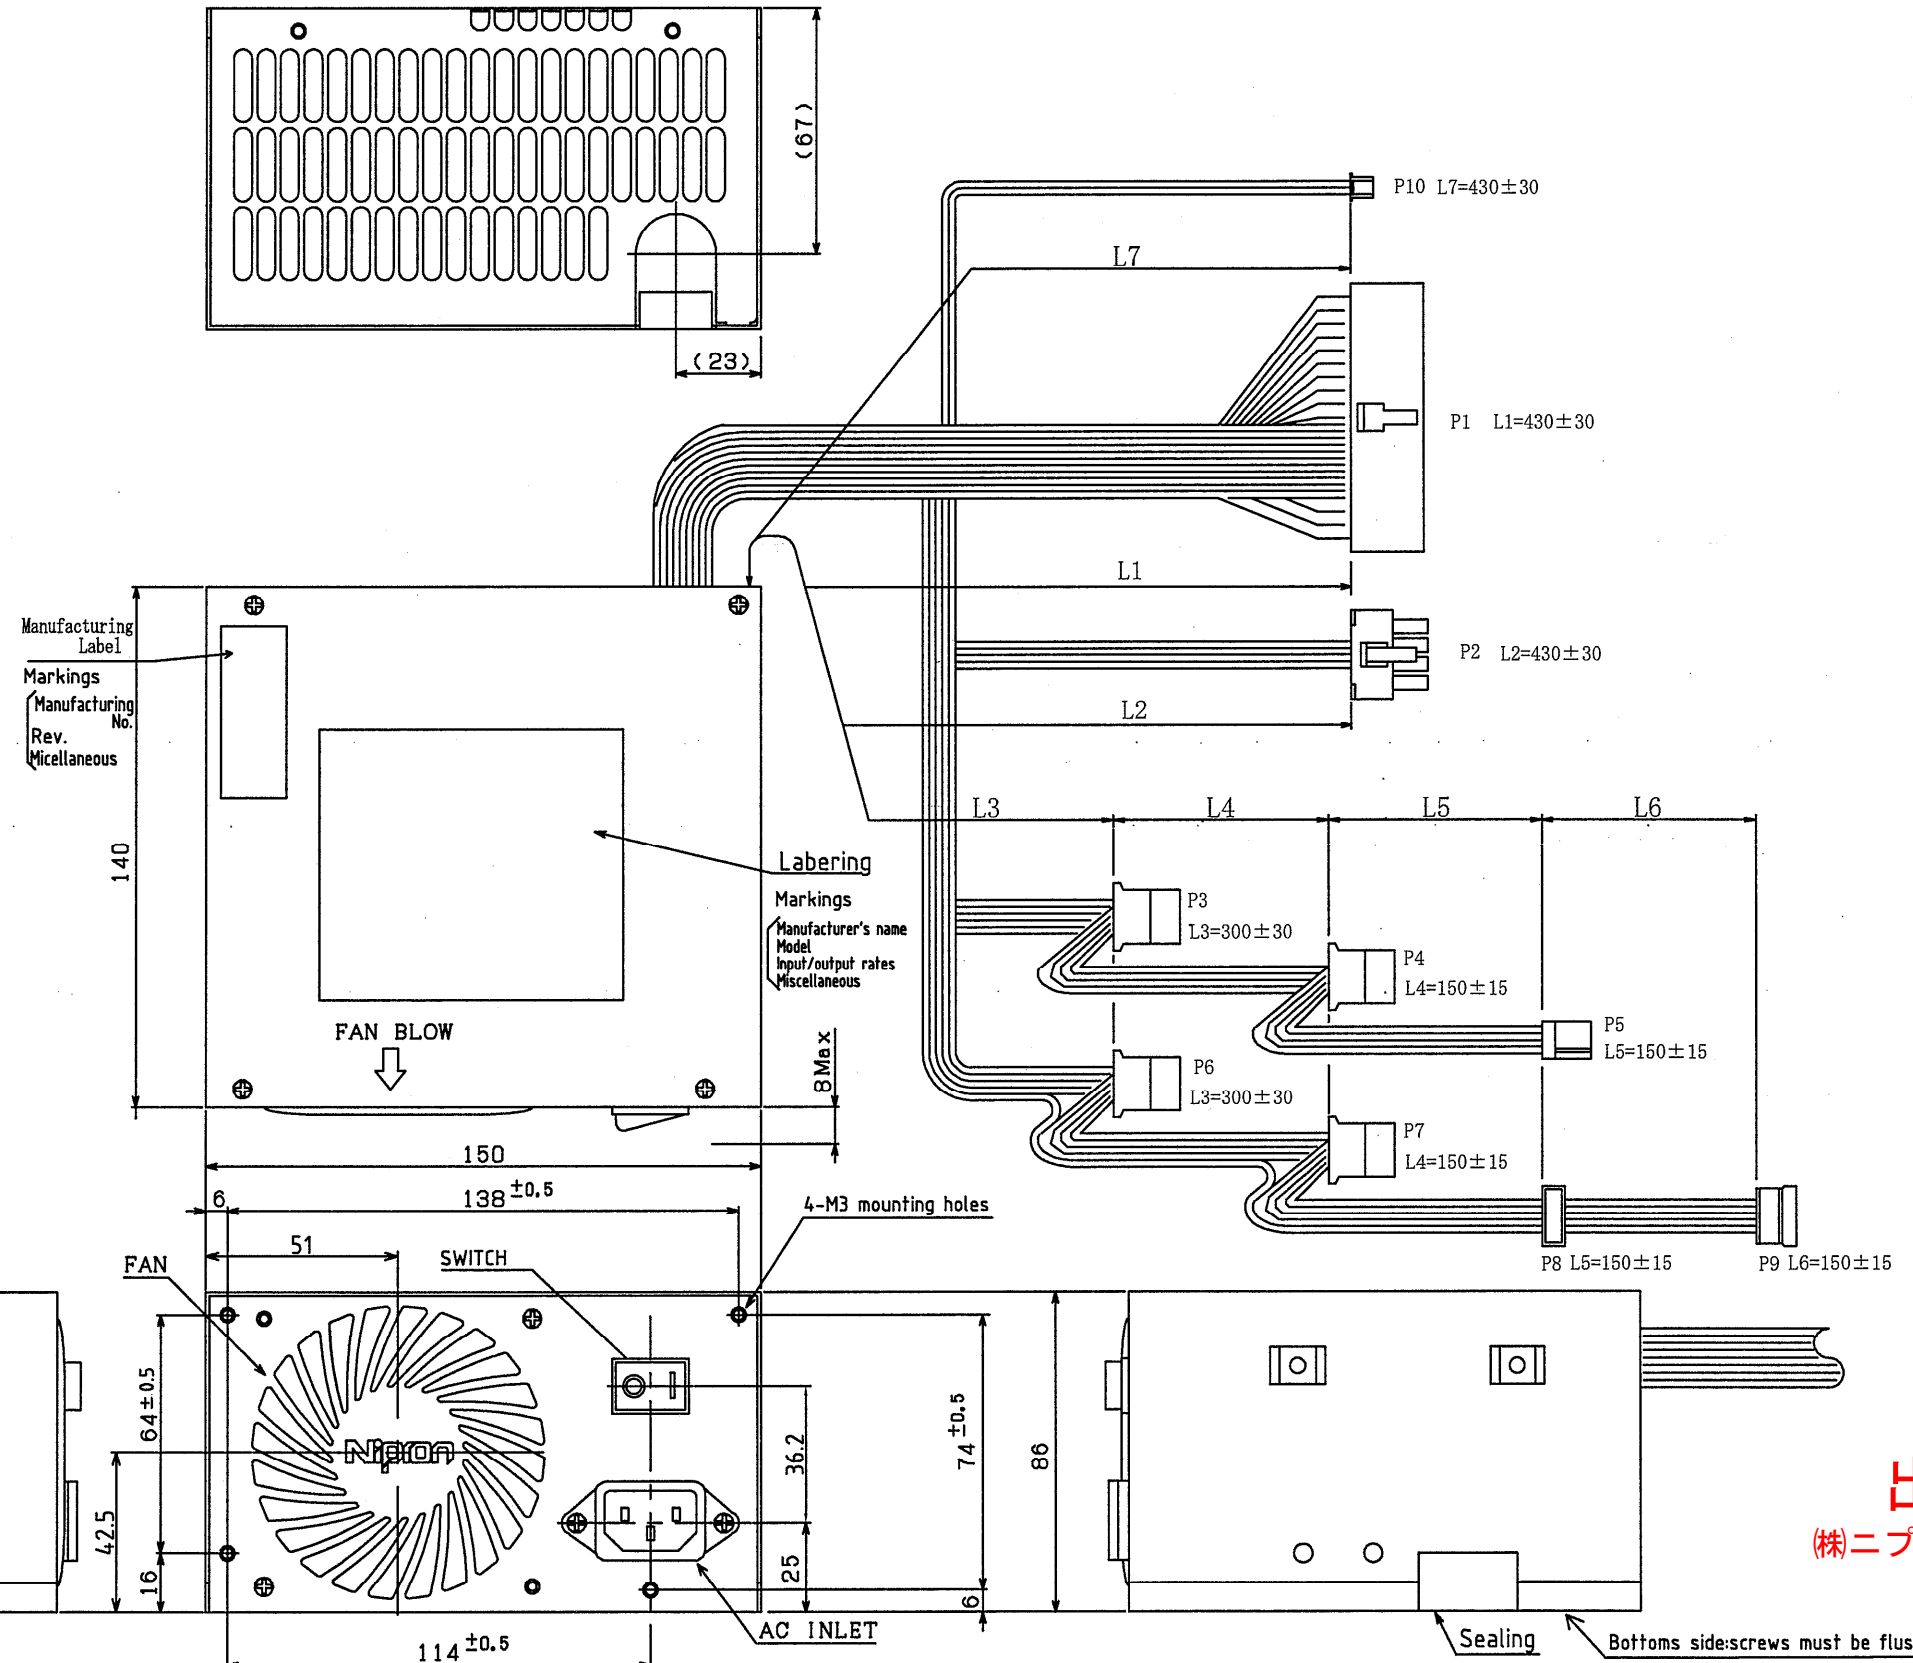 (67)
(23)
P10 L7=430±30
L7
P1 L1=430±30
L1
P2 L2=430±30
L2
L3 L4 L5 L6
P3
L3=300±30
P4
L4=150±15
P5
L5=150±15
P6
L3=300±30
P7
L4=150±15
P8 L5=150±15
P9 L6=150±15
Manufacturing
Label
Markings
Manufacturing
No.
Rev.
Micellaneous
140
Labering
Markings
Manufacturer's name
Model
Input/output rates
Miscellaneous
FAN BLOW
8Max
150
6
138±0.5
4-M3 mounting holes
51
FAN
SWITCH
64±0.5
42.5
16
Nipron
36.2
25
74±0.5
6
86
AC INLET
114±0.5
Sealing
Bottoms side:screws must be flus
(株)ニプ